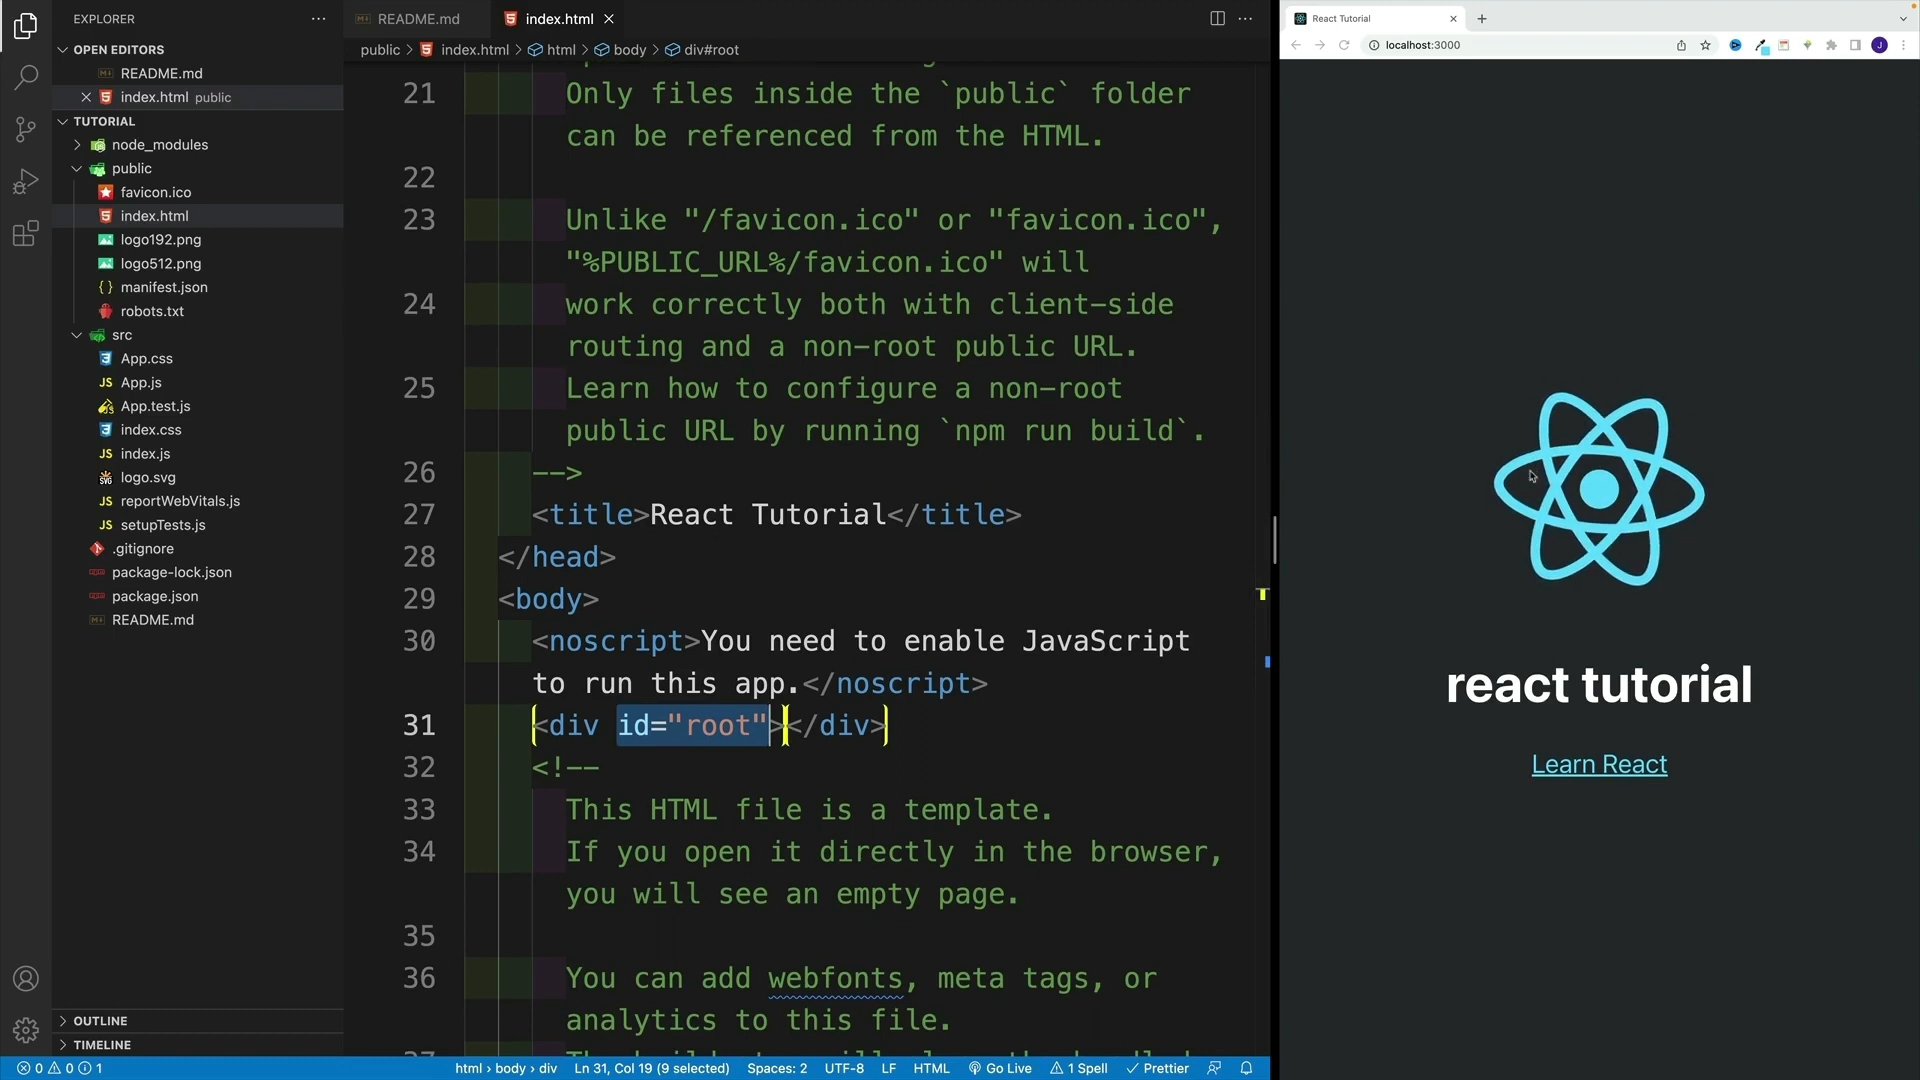 EXPLORER
OPEN EDITORS
README.md
index.html public
TUTORIAL
node_modules
public
favicon.ico
index.html
logo192.png
logo512.png
manifest.json
robots.txt
src
App.css
App.js
App.test.js
index.css
index.js
logo.svg
reportWebVitals.js
setupTests.js
.gitignore
package-lock.json
package.json
README.md
OUTLINE
TIMELINE
README.md index.html
public > index.html > html > body > div#root
21 Only files inside the `public` folder
can be referenced from the HTML.
22
23 Unlike "/favicon.ico" or "favicon.ico",
"%PUBLIC_URL%/favicon.ico" will
24 work correctly both with client-side
routing and a non-root public URL.
25 Learn how to configure a non-root
public URL by running `npm run build`.
26 -->
27 <title>React Tutorial</title>
28 </head>
29 <body>
30 <noscript>You need to enable JavaScript
to run this app.</noscript>
31 <div id="root"></div>
32 <!--
33 This HTML file is a template.
34 If you open it directly in the browser,
you will see an empty page.
35
36 You can add webfonts, meta tags, or
analytics to this file.
0 0 1 html › body › div Ln 31, Col 19 (9 selected) Spaces: 2 UTF-8 LF HTML Go Live 1 Spell Prettier
React Tutorial
localhost:3000
J
react tutorial
Learn React